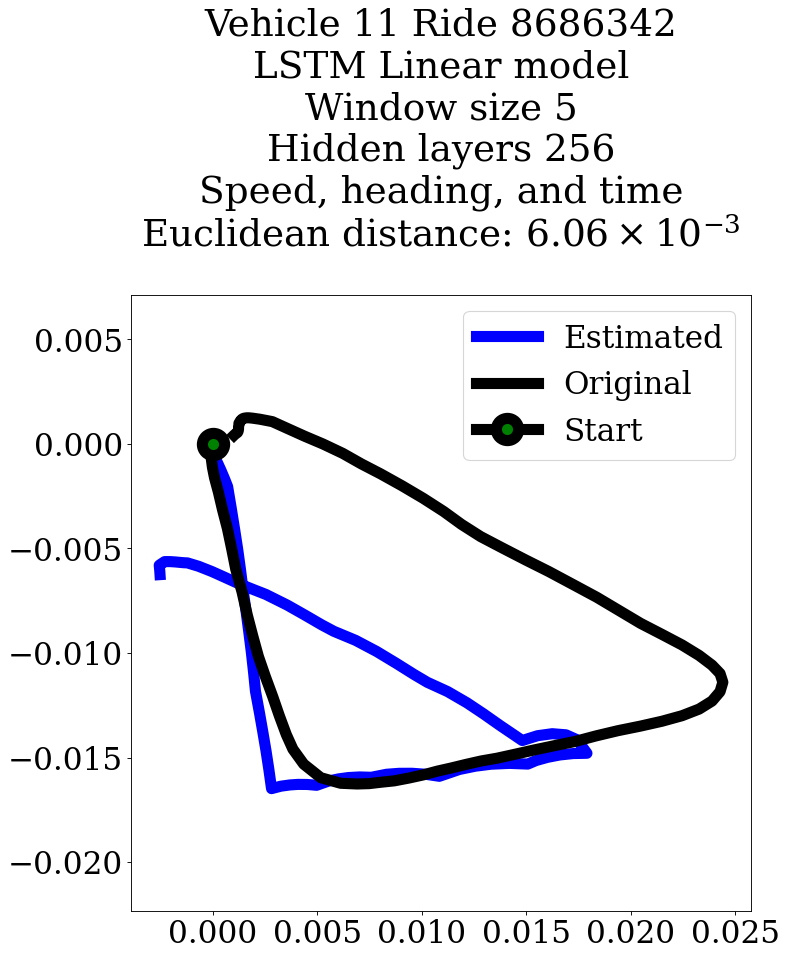 Vehicle 11 Ride 8686342
LSTM Linear model
Window size 5
Hidden layers 256
Speed, heading, and time
Euclidean distance: 6.06 × 10⁻³
Estimated
Original
Start
0.005
0.000
−0.005
−0.010
−0.015
−0.020
0.000 0.005 0.010 0.015 0.020 0.025